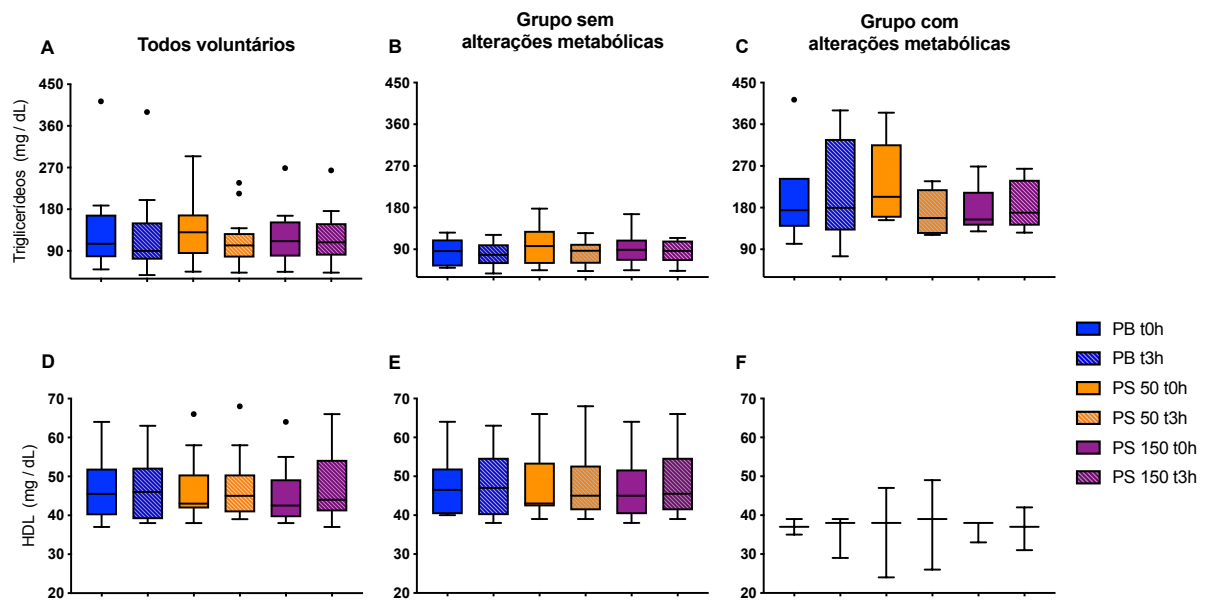 A
Todos voluntários
B
Grupo sem
alterações metabólicas
C
Grupo com
alterações metabólicas
Triglicerídeos (mg / dL)
450
360
270
180
90
450
360
270
180
90
450
360
270
180
90
D
E
F
HDL (mg / dL)
70
60
50
40
30
20
70
60
50
40
30
20
70
60
50
40
30
20
PB t0h
PB t3h
PS 50 t0h
PS 50 t3h
PS 150 t0h
PS 150 t3h